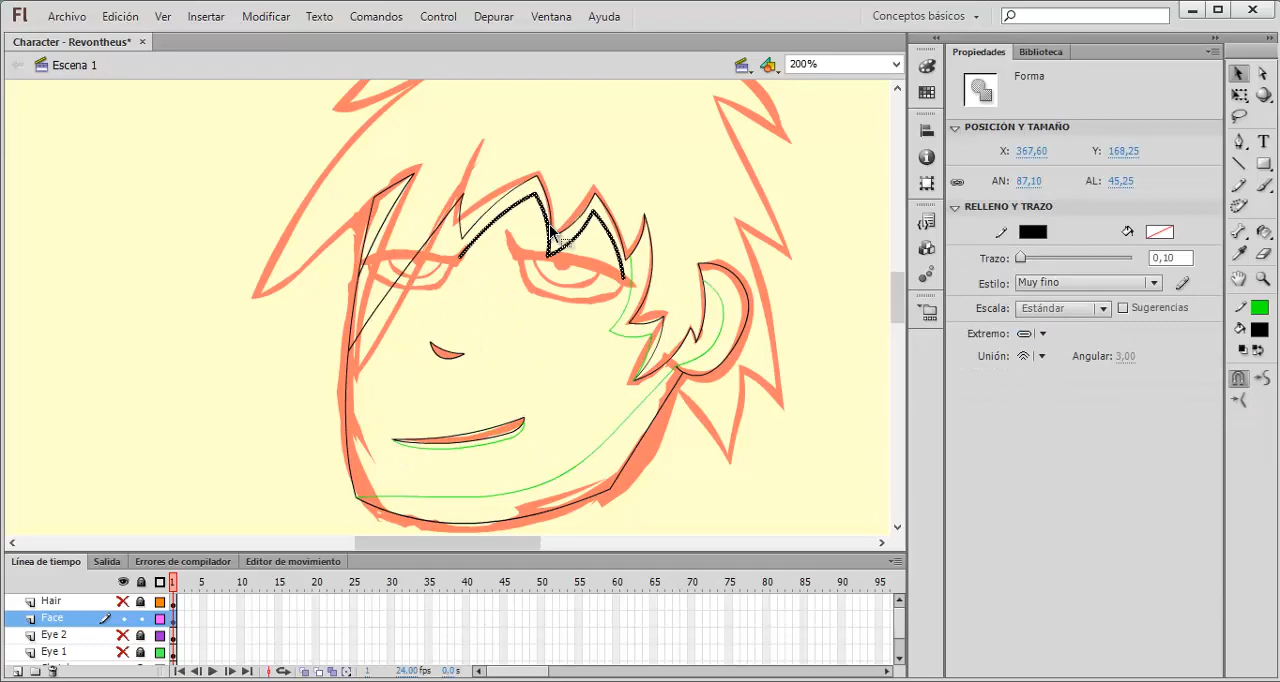 Fl Archivo Edición Ver Insertar Modificar Texto Comandos Control Depurar Ventana Ayuda Conceptos básicos
Character - Revontheus*
Escena 1 200%
Propiedades Biblioteca
Forma
POSICIÓN Y TAMAÑO
X: 367,60 Y: 168,25
AN: 87,10 AL: 45,25
RELLENO Y TRAZO
Trazo: 0,10
Estilo: Muy fino
Escala: Estándar Sugerencias
Extremo:
Unión: Angular: 3,00
Línea de tiempo Salida Errores de compilador Editor de movimiento
1 5 10 15 20 25 30 35 40 45 50 55 60 65 70 75 80 85 90 95
Hair
Face
Eye 2
Eye 1
1 24.00 fps 0.0 s